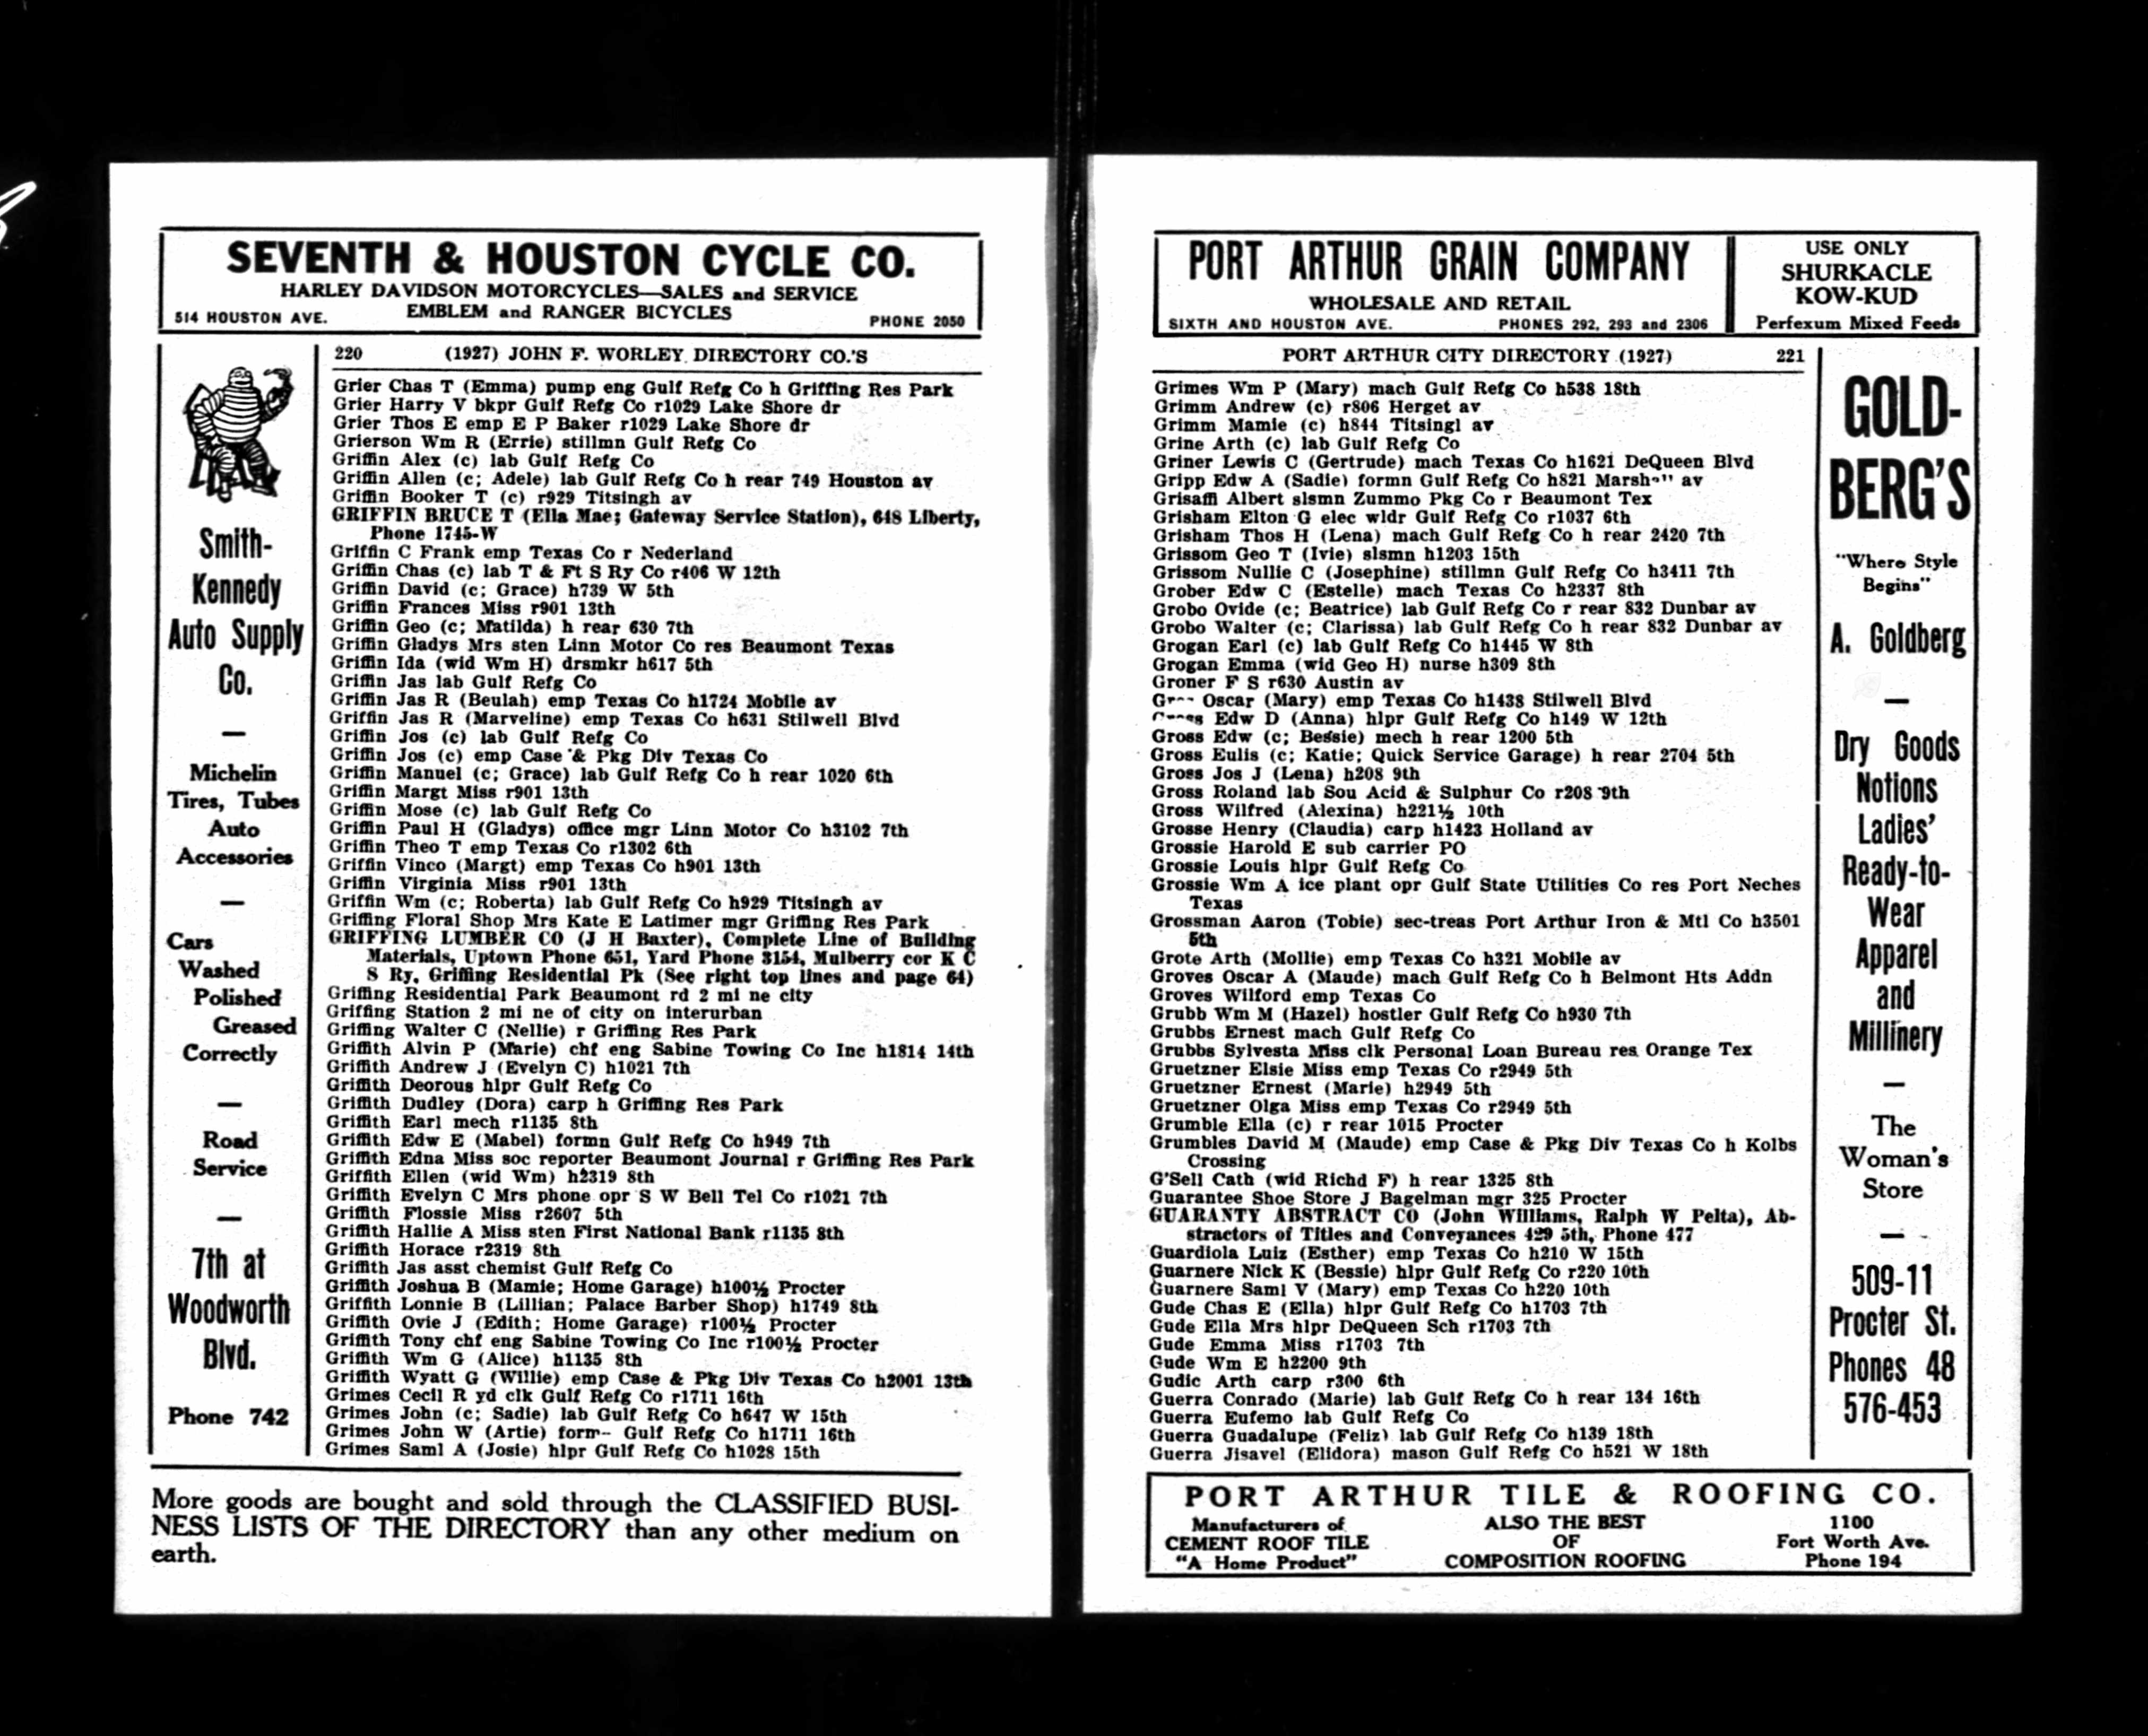 SEVENTH & HOUSTON CYCLE CO.
HARLEY DAVIDSON MOTORCYCLES—SALES and SERVICE
514 HOUSTON AVE. EMBLEM and RANGER BICYCLES PHONE 2050
Smith-
Kennedy
Auto Supply
Co.
—
Michelin
Tires, Tubes
Auto
Accessories
—
Cars
Washed
Polished
Greased
Correctly
—
Road
Service
—
7th at
Woodworth
Blvd.
Phone 742
220 (1927) JOHN F. WORLEY DIRECTORY CO.'S
Grier Chas T (Emma) pump eng Gulf Refg Co h Griffing Res Park
Grier Harry V bkpr Gulf Refg Co r1029 Lake Shore dr
Grier Thos E emp E P Baker r1029 Lake Shore dr
Grierson Wm R (Errie) stillmn Gulf Refg Co
Griffin Alex (c) lab Gulf Refg Co
Griffin Allen (c; Adele) lab Gulf Refg Co h rear 749 Houston av
Griffin Booker T (c) r929 Titsingh av
GRIFFIN BRUCE T (Ella Mae; Gateway Service Station), 648 Liberty,
Phone 1745-W
Griffin C Frank emp Texas Co r Nederland
Griffin Chas (c) lab T & Ft S Ry Co r406 W 12th
Griffin David (c; Grace) h739 W 5th
Griffin Frances Miss r901 13th
Griffin Geo (c; Matilda) h rear 630 7th
Griffin Gladys Mrs sten Linn Motor Co res Beaumont Texas
Griffin Ida (wid Wm H) drsmkr h617 5th
Griffin Jas lab Gulf Refg Co
Griffin Jas R (Beulah) emp Texas Co h1724 Mobile av
Griffin Jas R (Marveline) emp Texas Co h631 Stilwell Blvd
Griffin Jos (c) lab Gulf Refg Co
Griffin Jos (c) emp Case & Pkg Div Texas Co
Griffin Manuel (c; Grace) lab Gulf Refg Co h rear 1020 6th
Griffin Margt Miss r901 13th
Griffin Mose (c) lab Gulf Refg Co
Griffin Paul H (Gladys) office mgr Linn Motor Co h3102 7th
Griffin Theo T emp Texas Co r1302 6th
Griffin Vinco (Margt) emp Texas Co h901 13th
Griffin Virginia Miss r901 13th
Griffin Wm (c; Roberta) lab Gulf Refg Co h929 Titsingh av
Griffing Floral Shop Mrs Kate E Latimer mgr Griffing Res Park
GRIFFING LUMBER CO (J H Baxter), Complete Line of Building
Materials, Uptown Phone 651, Yard Phone 3154, Mulberry cor K C
S Ry, Griffing Residential Pk (See right top lines and page 64)
Griffing Residential Park Beaumont rd 2 mi ne city
Griffing Station 2 mi ne of city on interurban
Griffing Walter C (Nellie) r Griffing Res Park
Griffith Alvin P (Marie) chf eng Sabine Towing Co Inc h1814 14th
Griffith Andrew J (Evelyn C) h1021 7th
Griffith Deorous hlpr Gulf Refg Co
Griffith Dudley (Dora) carp h Griffing Res Park
Griffith Earl mech r1135 8th
Griffith Edw E (Mabel) formn Gulf Refg Co h949 7th
Griffith Edna Miss soc reporter Beaumont Journal r Griffing Res Park
Griffith Ellen (wid Wm) h2319 8th
Griffith Evelyn C Mrs phone opr S W Bell Tel Co r1021 7th
Griffith Flossie Miss r2607 5th
Griffith Hallie A Miss sten First National Bank r1135 8th
Griffith Horace r2319 8th
Griffith Jas asst chemist Gulf Refg Co
Griffith Joshua B (Mamie; Home Garage) h100½ Procter
Griffith Lonnie B (Lillian; Palace Barber Shop) h1749 8th
Griffith Ovie J (Edith; Home Garage) r100½ Procter
Griffith Tony chf eng Sabine Towing Co Inc r100½ Procter
Griffith Wm G (Alice) h1135 8th
Griffith Wyatt G (Willie) emp Case & Pkg Div Texas Co h2001 13th
Grimes Cecil R yd clk Gulf Refg Co r1711 16th
Grimes John (c; Sadie) lab Gulf Refg Co h647 W 15th
Grimes John W (Artie) Gulf Refg Co h1711 16th
Grimes Saml A (Josie) hlpr Gulf Refg Co h1028 15th
More goods are bought and sold through the CLASSIFIED BUSI-
NESS LISTS OF THE DIRECTORY than any other medium on
earth.
PORT ARTHUR GRAIN COMPANY
WHOLESALE AND RETAIL
SIXTH AND HOUSTON AVE. PHONES 292, 293 and 2306
USE ONLY
SHURKACLE
KOW-KUD
Perfexum Mixed Feeds
PORT ARTHUR CITY DIRECTORY (1927) 221
Grimes Wm P (Mary) mach Gulf Refg Co h538 18th
Grimm Andrew (c) r806 Herget av
Grimm Mamie (c) h844 Titsingl av
Grine Arth (c) lab Gulf Refg Co
Griner Lewis C (Gertrude) mach Texas Co h1621 DeQueen Blvd
Gripp Edw A (Sadie) formn Gulf Refg Co h821 av
Grisaffi Albert slsmn Zummo Pkg Co r Beaumont Tex
Grisham Elton G elec wldr Gulf Refg Co r1037 6th
Grisham Thos H (Lena) mach Gulf Refg Co h rear 2420 7th
Grissom Geo T (Ivie) slsmn h1203 15th
Grissom Nullie C (Josephine) stillmn Gulf Refg Co h3411 7th
Grober Edw C (Estelle) mach Texas Co h2337 8th
Grobo Ovide (c; Beatrice) lab Gulf Refg Co r rear 832 Dunbar av
Grobo Walter (c; Clarissa) lab Gulf Refg Co h rear 832 Dunbar av
Grogan Earl (c) lab Gulf Refg Co h1445 W 8th
Grogan Emma (wid Geo H) nurse h309 8th
Groner F S r630 Austin av
Oscar (Mary) emp Texas Co h1438 Stilwell Blvd
Edw D (Anna) hlpr Gulf Refg Co h149 W 12th
Gross Edw (c; Bessie) mech h rear 1200 5th
Gross Eulis (c; Katie; Quick Service Garage) h rear 2704 5th
Gross Jos J (Lena) h208 9th
Gross Roland lab Sou Acid & Sulphur Co r208 9th
Gross Wilfred (Alexina) h221½ 10th
Grosse Henry (Claudia) carp h1423 Holland av
Grossie Harold E sub carrier PO
Grossie Louis hlpr Gulf Refg Co
Grossie Wm A ice plant opr Gulf State Utilities Co res Port Neches
Texas
Grossman Aaron (Tobie) sec-treas Port Arthur Iron & Mtl Co h3501
5th
Grote Arth (Mollie) emp Texas Co h321 Mobile av
Groves Oscar A (Maude) mach Gulf Refg Co h Belmont Hts Addn
Groves Wilford emp Texas Co
Grubb Wm M (Hazel) hostler Gulf Refg Co h930 7th
Grubbs Ernest mach Gulf Refg Co
Grubbs Sylvesta Miss clk Personal Loan Bureau res Orange Tex
Gruetzner Elsie Miss emp Texas Co r2949 5th
Gruetzner Ernest (Marie) h2949 5th
Gruetzner Olga Miss emp Texas Co r2949 5th
Grumble Ella (c) r rear 1015 Procter
Grumbles David M (Maude) emp Case & Pkg Div Texas Co h Kolbs
Crossing
G'Sell Cath (wid Richd F) h rear 1325 8th
Guarantee Shoe Store J Bagelman mgr 325 Procter
GUARANTY ABSTRACT CO (John Williams, Ralph W Pelta), Ab-
stractors of Titles and Conveyances 429 5th, Phone 477
Guardiola Luiz (Esther) emp Texas Co h210 W 15th
Guarnere Nick K (Bessie) hlpr Gulf Refg Co r220 10th
Guarnere Saml V (Mary) emp Texas Co h220 10th
Gude Chas E (Ella) hlpr Gulf Refg Co h1703 7th
Gude Ella Mrs hlpr DeQueen Sch r1703 7th
Gude Emma Miss r1703 7th
Gude Wm E h2200 9th
Gudic Arth carp r300 6th
Guerra Conrado (Marie) lab Gulf Refg Co h rear 134 16th
Guerra Eufemo lab Gulf Refg Co
Guerra Guadalupe (Feliz) lab Gulf Refg Co h139 18th
Guerra Jisavel (Elidora) mason Gulf Refg Co h521 W 18th
GOLD-
BERG'S
"Where Style
Begins"
A. Goldberg
—
Dry Goods
Notions
Ladies'
Ready-to-
Wear
Apparel
and
Millinery
—
The
Woman's
Store
—
509-11
Procter St.
Phones 48
576-453
PORT ARTHUR TILE & ROOFING CO.
Manufacturers of ALSO THE BEST 1100
CEMENT ROOF TILE OF Fort Worth Ave.
"A Home Product" COMPOSITION ROOFING Phone 194